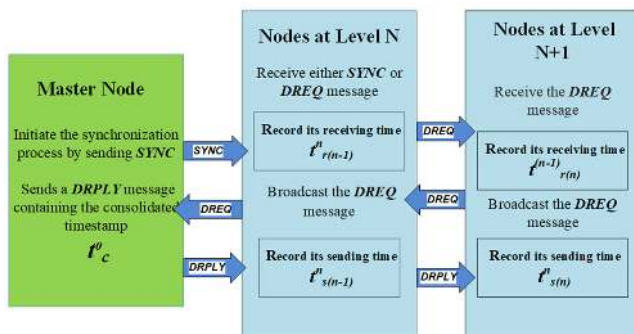 Master Node
Initiate the synchronization
process by sending SYNC
Sends a DRPLY message
containing the consolidated
timestamp
t⁰c
SYNC
DREQ
DRPLY
Nodes at Level N
Receive either SYNC or
DREQ message
Record its receiving time
tⁿr(n-1)
Broadcast the DREQ
message
Record its sending time
tⁿs(n-1)
DREQ
DREQ
DRPLY
Nodes at Level
N+1
Receive the DREQ
message
Record its receiving time
t⁽ⁿ⁻¹⁾r(n)
Broadcast the DREQ
message
Record its sending time
tⁿs(n)